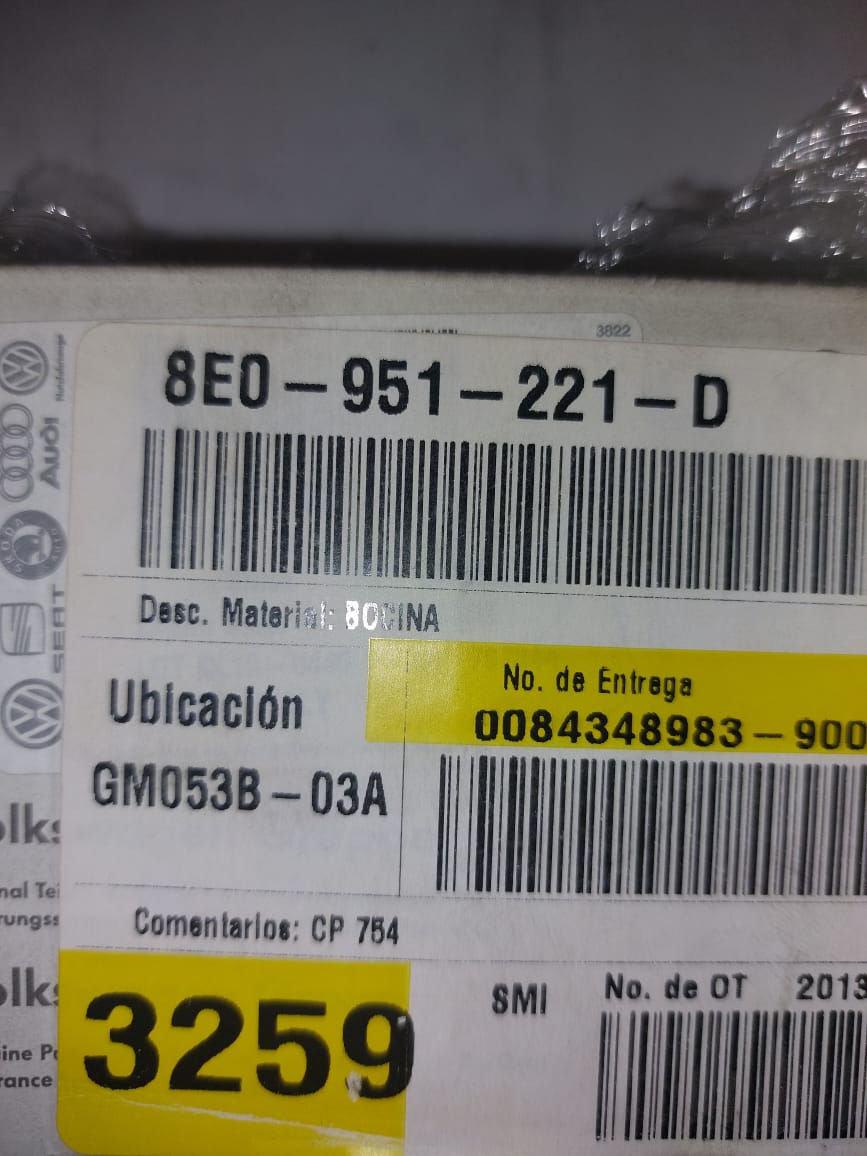 3822
8E0-951-221-D
Desc. Material: BOCINA
No. de Entrega
Ubicación
0084348983-900
GM053B-03A
Comentarios: CP 754
3259
SMI
No. de OT 2013
AUDI
SKODA
SEAT